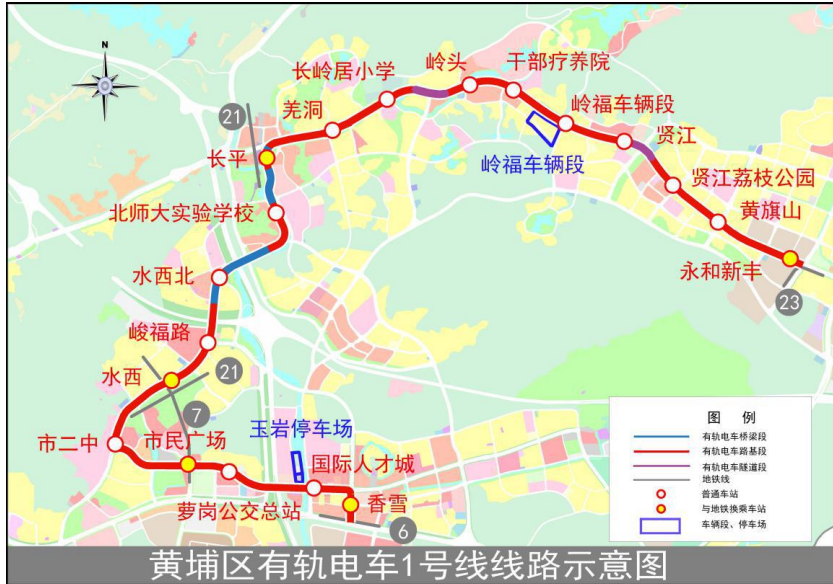 N
岭头
干部疗养院
长岭居小学
岭福车辆段
羌洞
21
贤江
长平
岭福车辆段
贤江荔枝公园
北师大实验学校
黄旗山
永和新丰
水西北
23
峻福路
水西
21
7
玉岩停车场
市二中
市民广场
国际人才城
萝岗公交总站
香雪
6
图 例
有轨电车桥梁段
有轨电车路基段
有轨电车隧道段
地铁线
普通车站
与地铁换乘车站
车辆段、停车场
黄埔区有轨电车1号线线路示意图